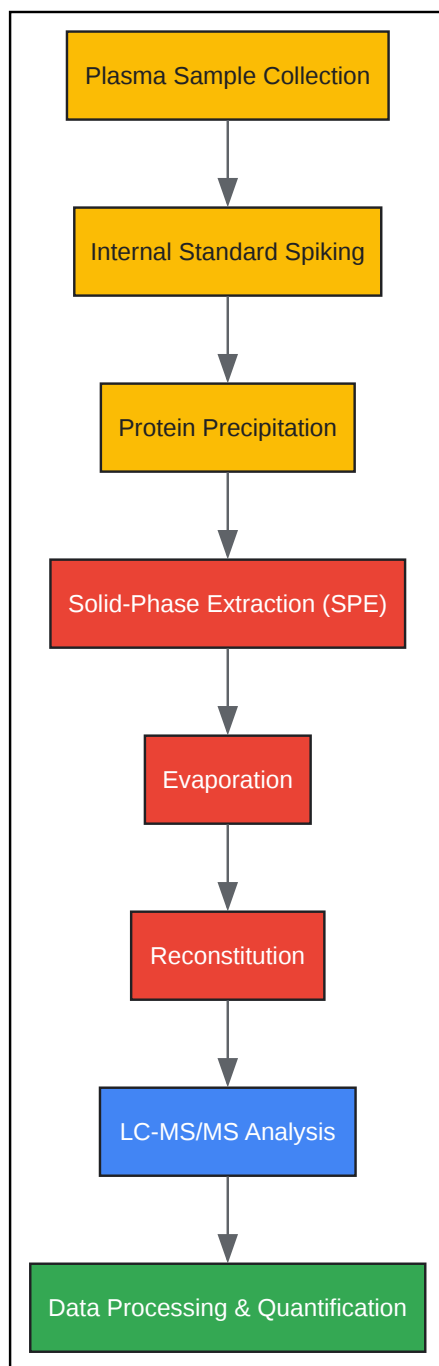 Plasma Sample Collection
Internal Standard Spiking
Protein Precipitation
Solid-Phase Extraction (SPE)
Evaporation
Reconstitution
LC-MS/MS Analysis
Data Processing & Quantification